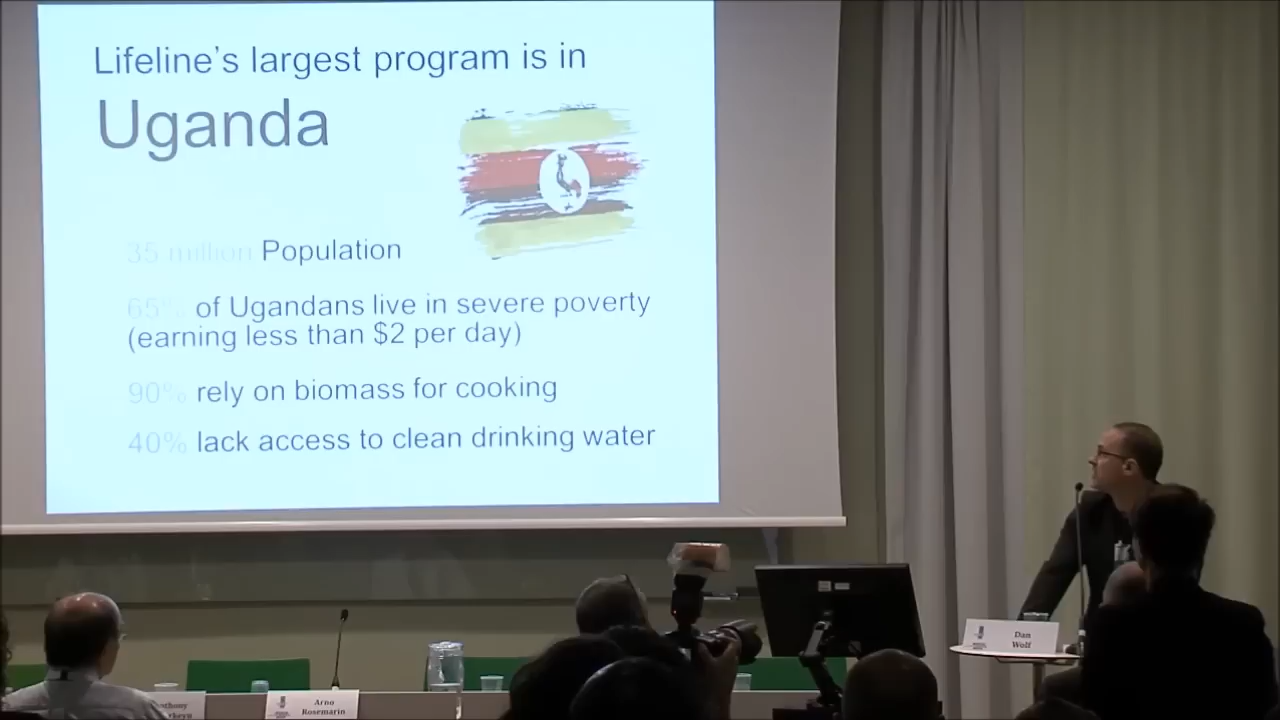 Lifeline's largest program is in
Uganda
35 million Population
65% of Ugandans live in severe poverty
(earning less than $2 per day)
90% rely on biomass for cooking
40% lack access to clean drinking water
Dan
Wolf
Arno
Rosemarin